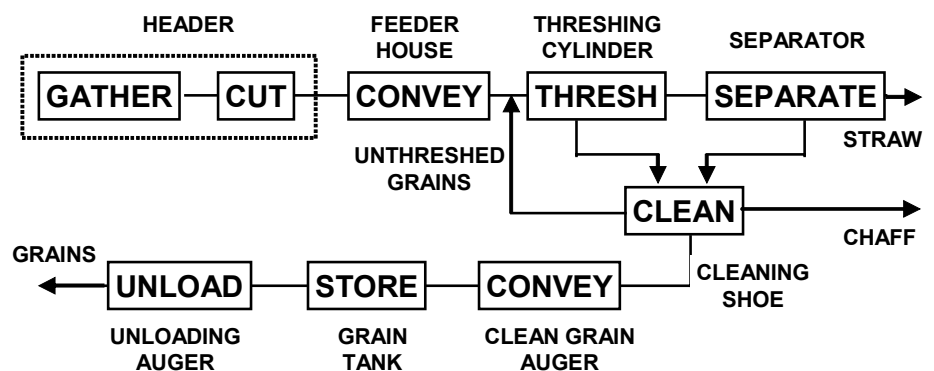 HEADER
FEEDER
HOUSE
THRESHING
CYLINDER
SEPARATOR
GATHER
CUT
CONVEY
THRESH
SEPARATE
STRAW
UNTHRESHED
GRAINS
CLEAN
CHAFF
GRAINS
UNLOAD
STORE
CONVEY
CLEANING
SHOE
UNLOADING
AUGER
GRAIN
TANK
CLEAN GRAIN
AUGER